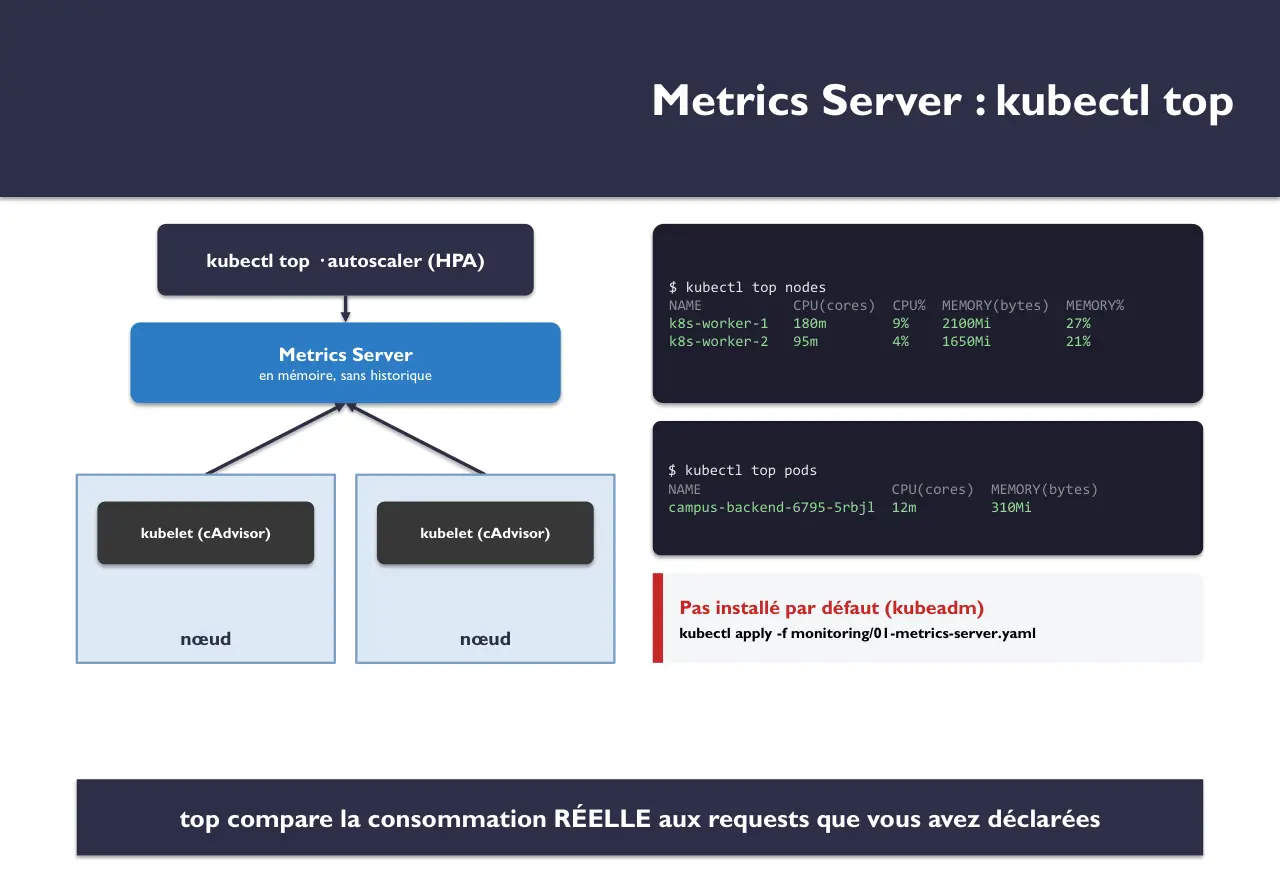 Metrics Server : kubectl top
kubectl top · autoscaler (HPA)
Metrics Server
en mémoire, sans historique
kubelet (cAdvisor)
nœud
kubelet (cAdvisor)
nœud
$ kubectl top nodes
NAME CPU(cores) CPU% MEMORY(bytes) MEMORY%
k8s-worker-1 180m 9% 2100Mi 27%
k8s-worker-2 95m 4% 1650Mi 21%
$ kubectl top pods
NAME CPU(cores) MEMORY(bytes)
campus-backend-6795-5rbjl 12m 310Mi
Pas installé par défaut (kubeadm)
kubectl apply -f monitoring/01-metrics-server.yaml
top compare la consommation RÉELLE aux requests que vous avez déclarées